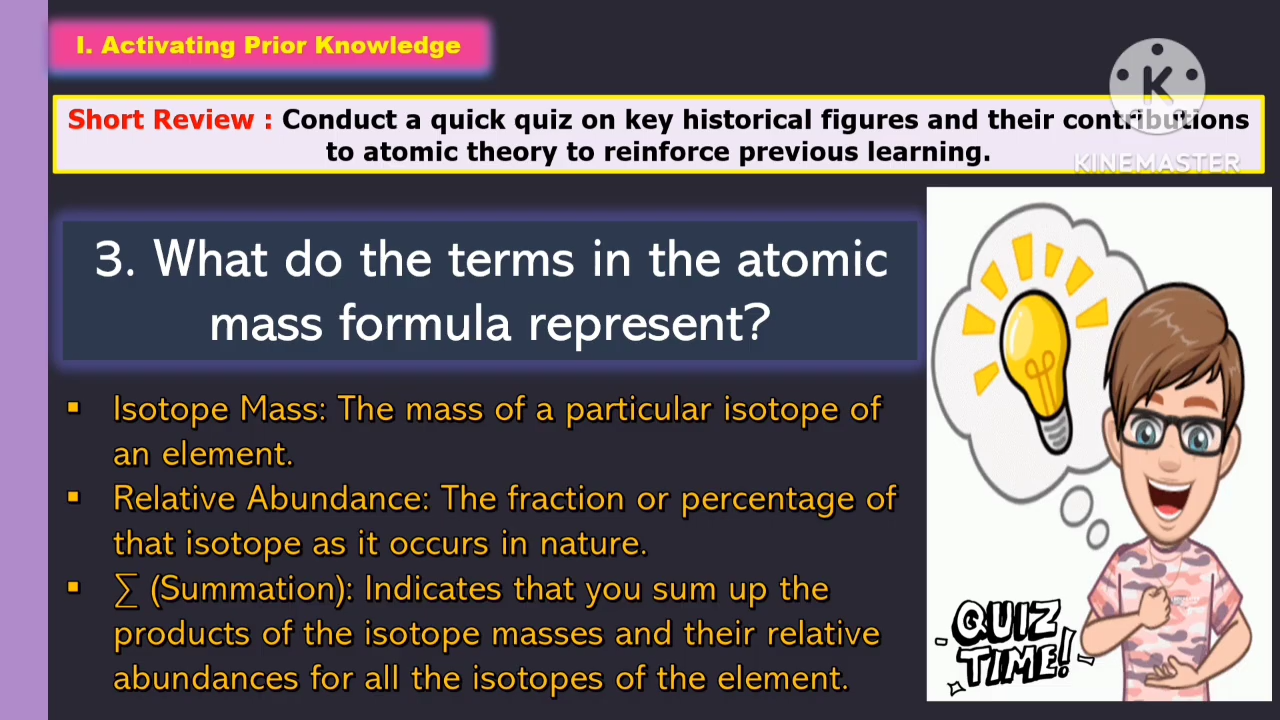 I. Activating Prior Knowledge
Short Review : Conduct a quick quiz on key historical figures and their contributions
to atomic theory to reinforce previous learning.
K
KINEMASTER
3. What do the terms in the atomic
mass formula represent?
▪ Isotope Mass: The mass of a particular isotope of
an element.
▪ Relative Abundance: The fraction or percentage of
that isotope as it occurs in nature.
▪ ∑ (Summation): Indicates that you sum up the
products of the isotope masses and their relative
abundances for all the isotopes of the element.
QUIZ
TIME!